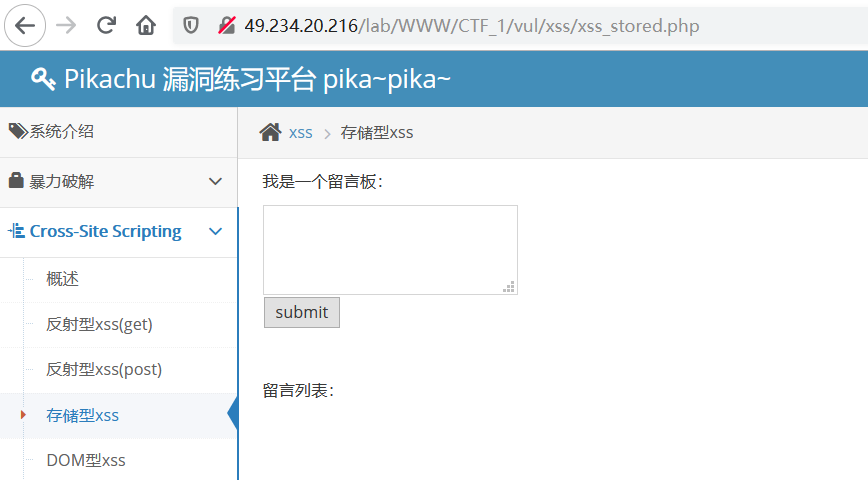 49.234.20.216/lab/WWW/CTF_1/vul/xss/xss_stored.php
Pikachu 漏洞练习平台 pika~pika~
系统介绍
xss > 存储型xss
暴力破解
我是一个留言板：
Cross-Site Scripting
概述
submit
反射型xss(get)
反射型xss(post)
留言列表：
存储型xss
DOM型xss